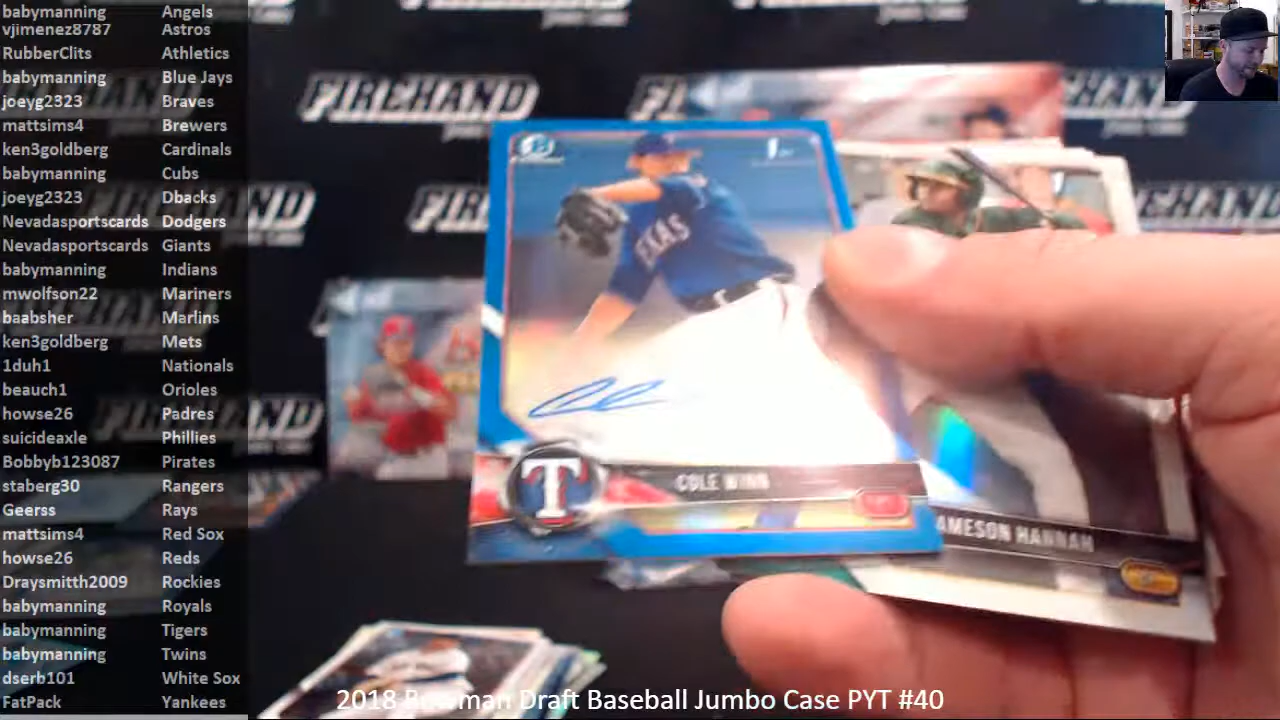 babymanning Angels
vjimenez8787 Astros
RubberClits Athletics
babymanning Blue Jays
joeyg2323 Braves
mattsims4 Brewers
ken3goldberg Cardinals
babymanning Cubs
joeyg2323 Dbacks
Nevadasportscards Dodgers
Nevadasportscards Giants
babymanning Indians
mwolfson22 Mariners
baabsher Marlins
ken3goldberg Mets
1duh1 Nationals
beauch1 Orioles
howse26 Padres
suicideaxle Phillies
Bobbyb123087 Pirates
staberg30 Rangers
Geerss Rays
mattsims4 Red Sox
howse26 Reds
Draysmitth2009 Rockies
babymanning Royals
babymanning Tigers
babymanning Twins
dserb101 White Sox
FatPack Yankees
FIREHAND
TEXAS
T
COLE WINN
JAMESON HANNAH
2018 Bowman Draft Baseball Jumbo Case PYT #40